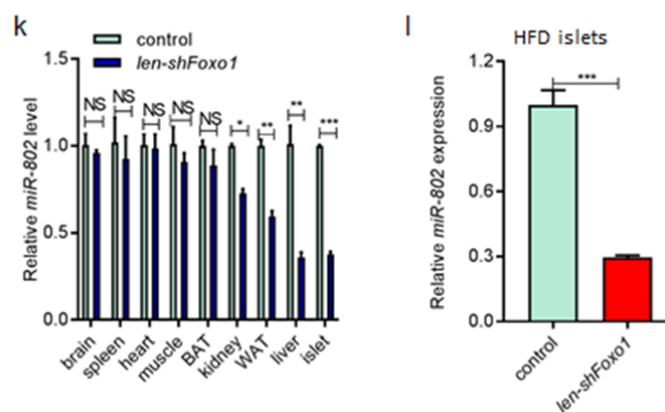 k
control
len-shFoxo1
Relative miR-802 level
1.5
1.0
0.5
0.0
NS NS NS NS NS * ** ** ***
brain spleen heart muscle BAT kidney WAT liver islet
l
HFD islets
Relative miR-802 expression
1.2
0.9
0.6
0.3
0.0
***
control len-shFoxo1